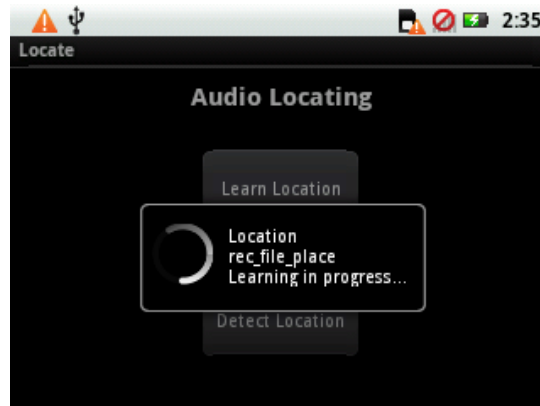 2:35
Locate
Audio Locating
Learn Location
Location
rec_file_place
Learning in progress...
Detect Location